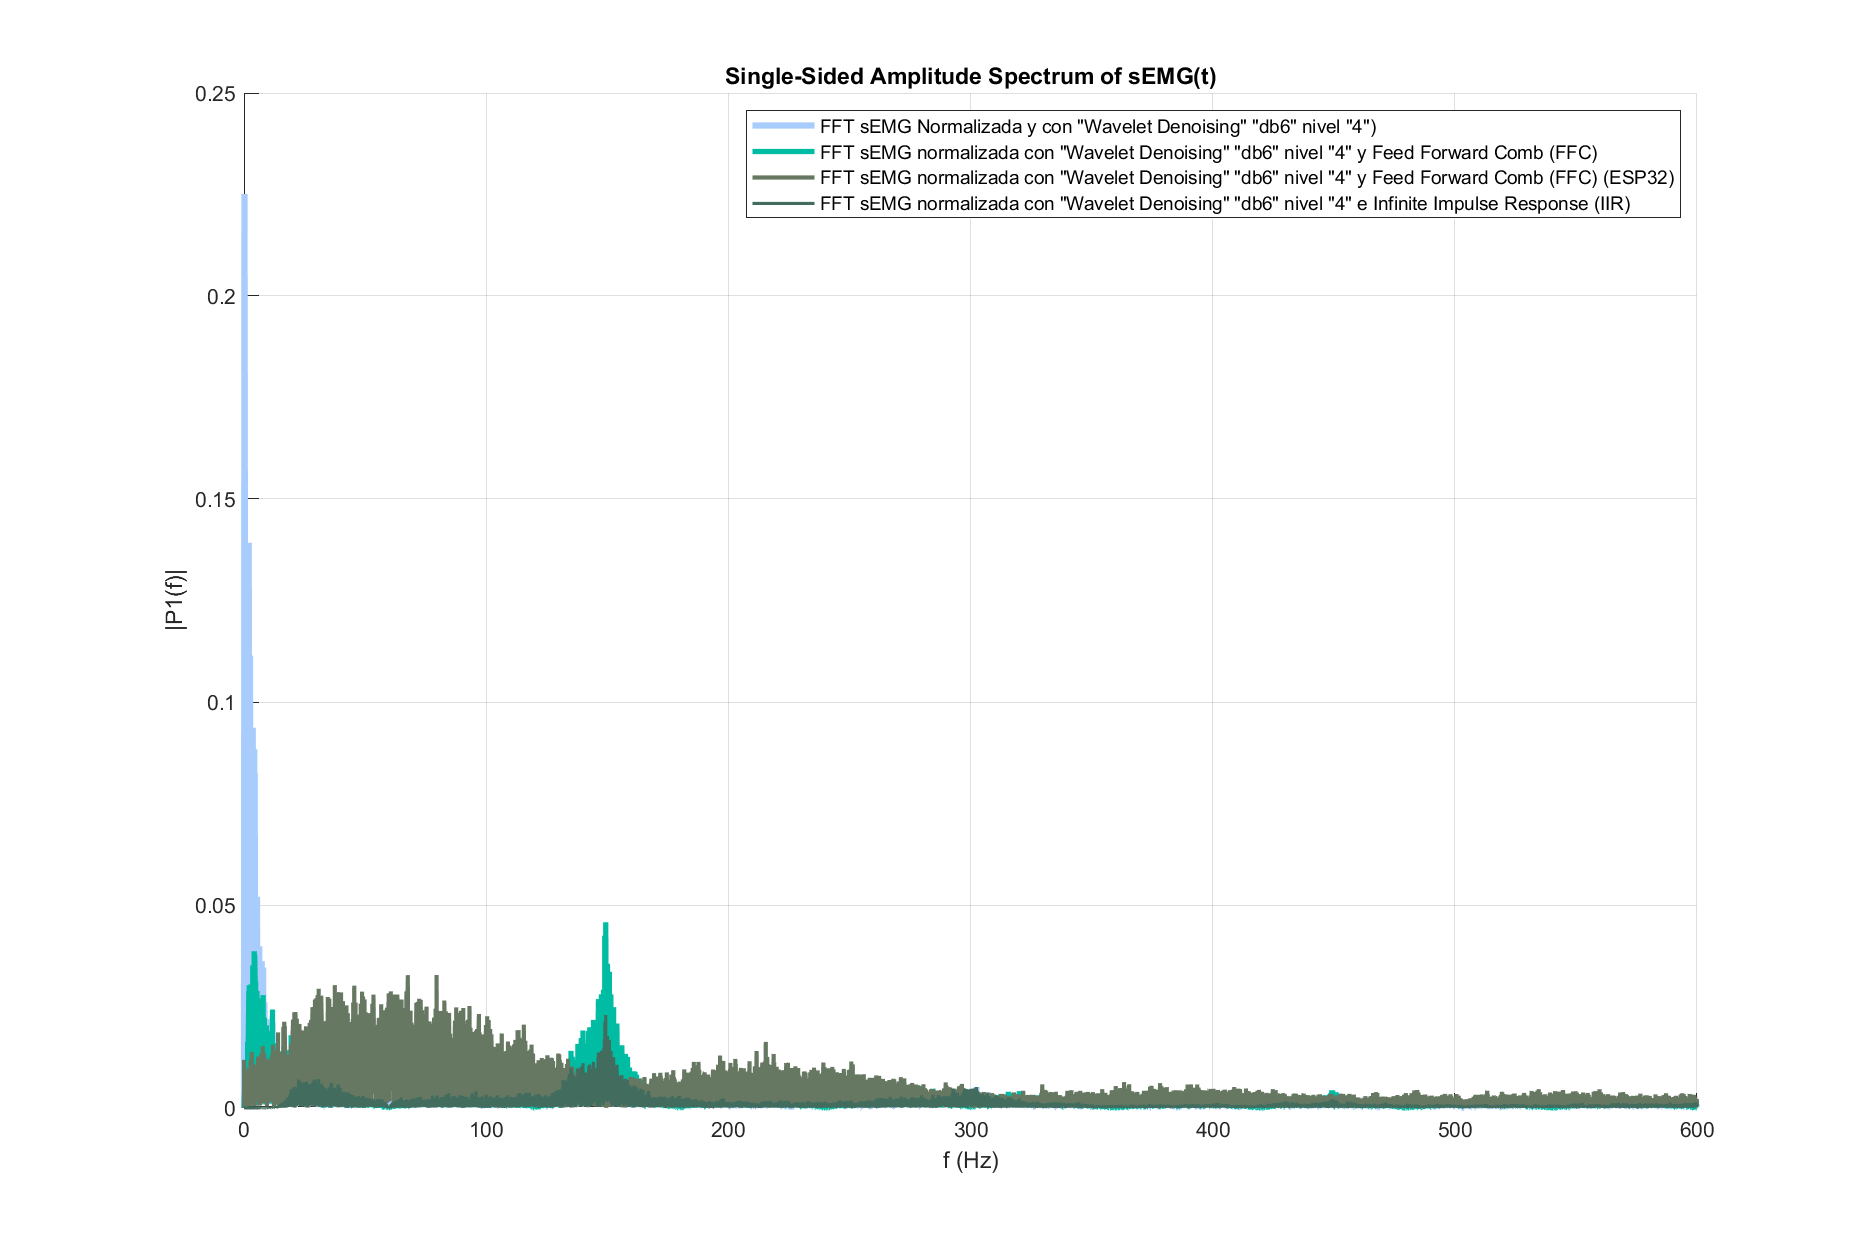 Single-Sided Amplitude Spectrum of sEMG(t)
FFT sEMG Normalizada y con "Wavelet Denoising" "db6" nivel "4")
FFT sEMG normalizada con "Wavelet Denoising" "db6" nivel "4" y Feed Forward Comb (FFC)
FFT sEMG normalizada con "Wavelet Denoising" "db6" nivel "4" y Feed Forward Comb (FFC) (ESP32)
FFT sEMG normalizada con "Wavelet Denoising" "db6" nivel "4" e Infinite Impulse Response (IIR)
|P1(f)|
0.25
0.2
0.15
0.1
0.05
0
0 100 200 300 400 500 600
f (Hz)